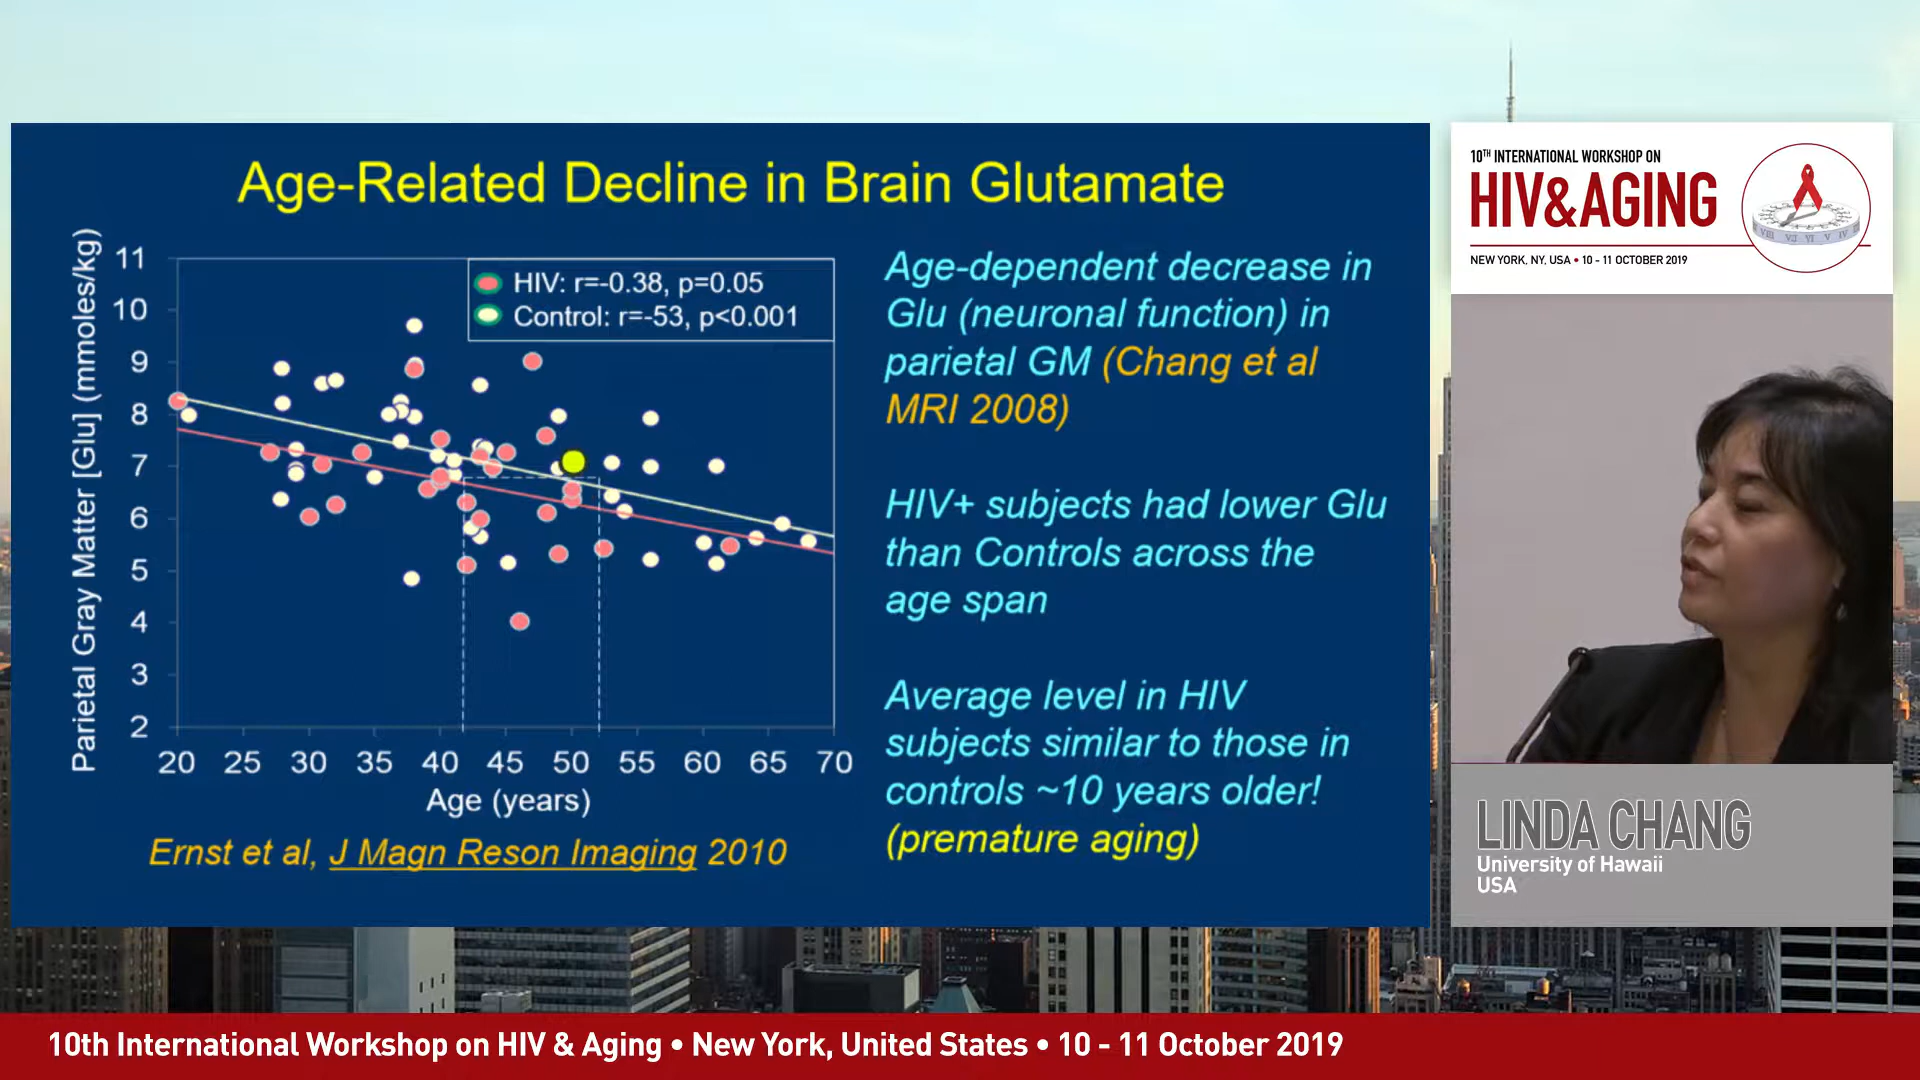 Age-Related Decline in Brain Glutamate
Parietal Gray Matter [Glu] (mmoles/kg)
11
10
9
8
7
6
5
4
3
2
HIV: r=-0.38, p=0.05
Control: r=-53, p<0.001
20 25 30 35 40 45 50 55 60 65 70
Age (years)
Ernst et al, J Magn Reson Imaging 2010
Age-dependent decrease in
Glu (neuronal function) in
parietal GM (Chang et al
MRI 2008)
HIV+ subjects had lower Glu
than Controls across the
age span
Average level in HIV
subjects similar to those in
controls ~10 years older!
(premature aging)
10TH INTERNATIONAL WORKSHOP ON
HIV&AGING
NEW YORK, NY, USA • 10 - 11 OCTOBER 2019
LINDA CHANG
University of Hawaii
USA
10th International Workshop on HIV & Aging • New York, United States • 10 - 11 October 2019